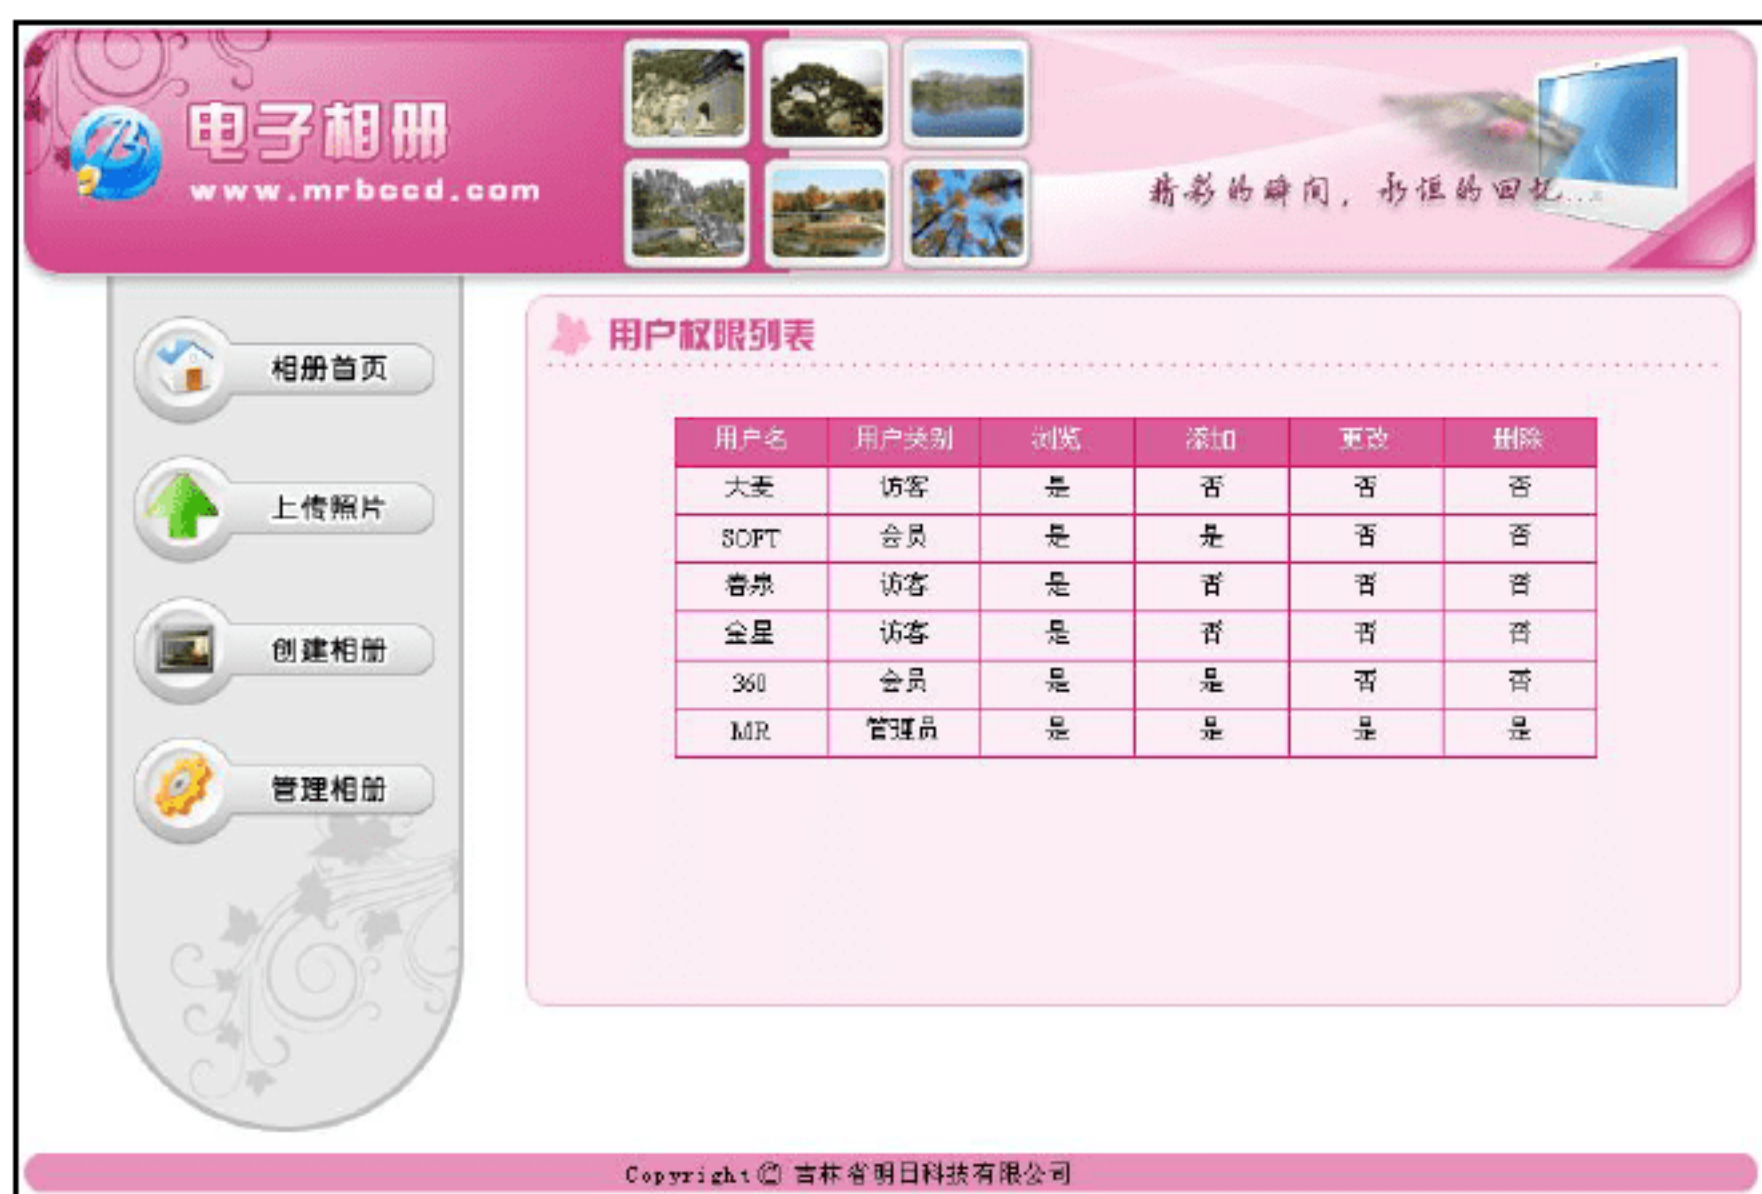 电子相册
www.mrbccd.com
精彩的瞬间，永恒的回忆...
相册首页
上传照片
创建相册
管理相册
用户权限列表
用户名 用户类别 浏览 添加 更改 删除
大麦 访客 是 否 否 否
SOFT 会员 是 是 否 否
春泉 访客 是 否 否 否
金星 访客 是 否 否 否
360 会员 是 是 否 否
MR 管理员 是 是 是 是
Copyright © 吉林省明日科技有限公司